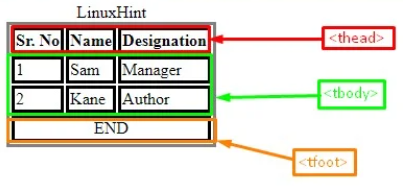 LinuxHint
Sr. No Name Designation <thead>
1 Sam Manager
2 Kane Author <tbody>
END
<tfoot>